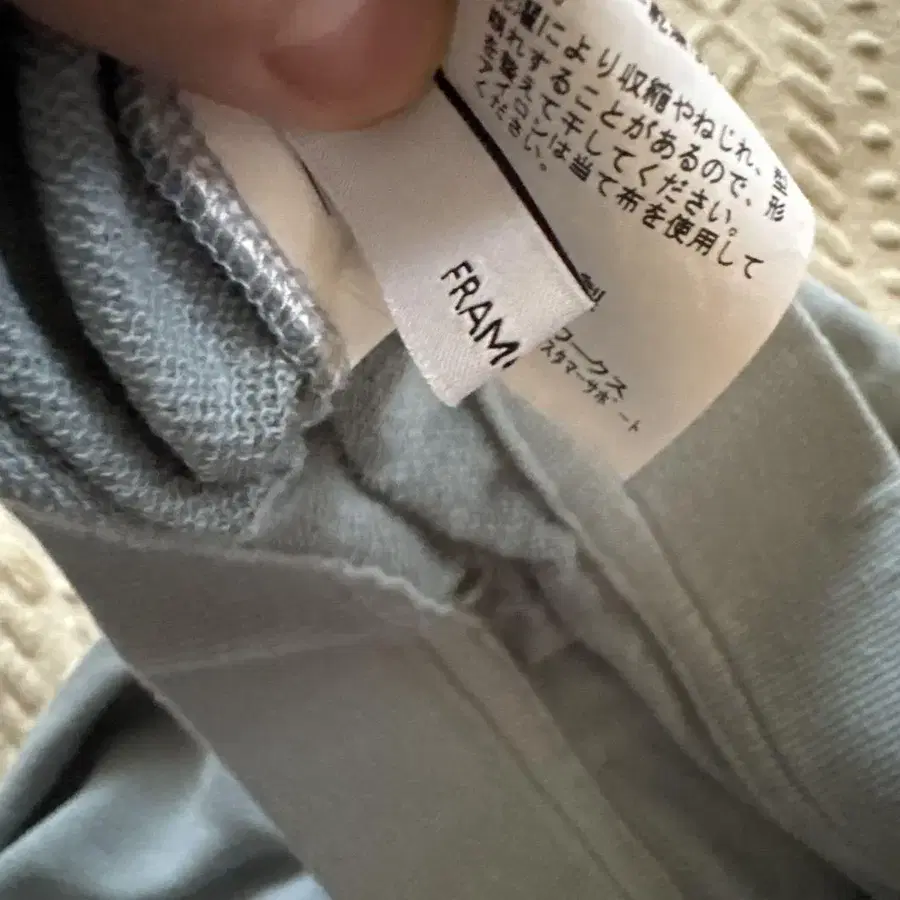 濯により収縮やねじれ、型
崩れすることがあるので、形
を整えて干してください。
アイロンは当て布を使用して
ください。
ワークス
スタマーサポート
FRAM